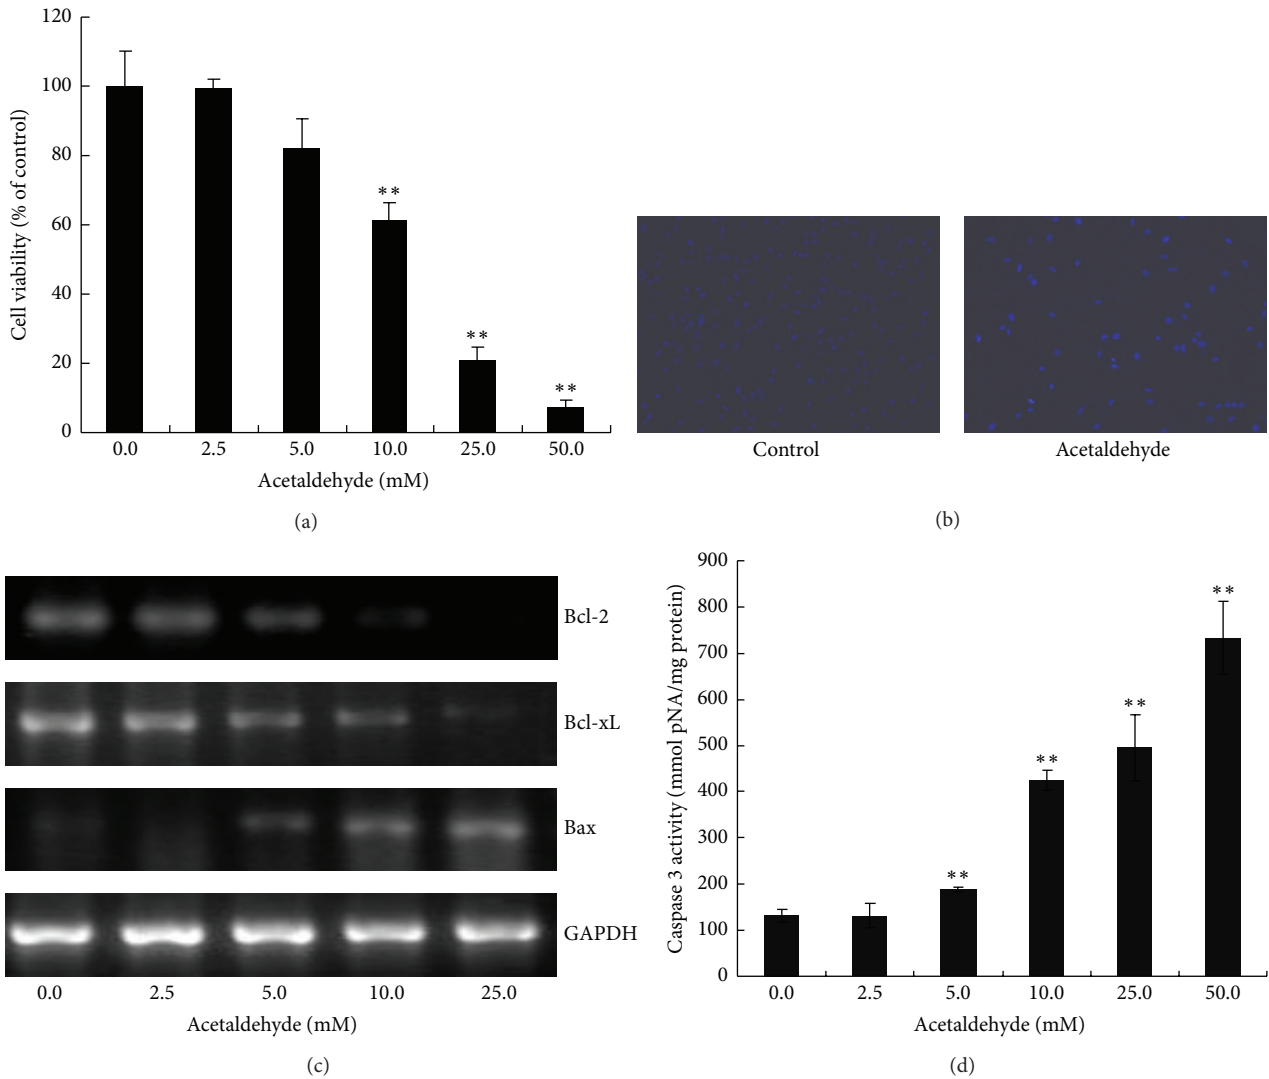 120
100
80
60
40
20
0
Cell viability (% of control)
**
**
**
0.0 2.5 5.0 10.0 25.0 50.0
Acetaldehyde (mM)
(a)
Control Acetaldehyde
(b)
Bcl-2
Bcl-xL
Bax
GAPDH
0.0 2.5 5.0 10.0 25.0
Acetaldehyde (mM)
(c)
900
800
700
600
500
400
300
200
100
0
Caspase 3 activity (mmol pNA/mg protein)
**
**
**
**
0.0 2.5 5.0 10.0 25.0 50.0
Acetaldehyde (mM)
(d)